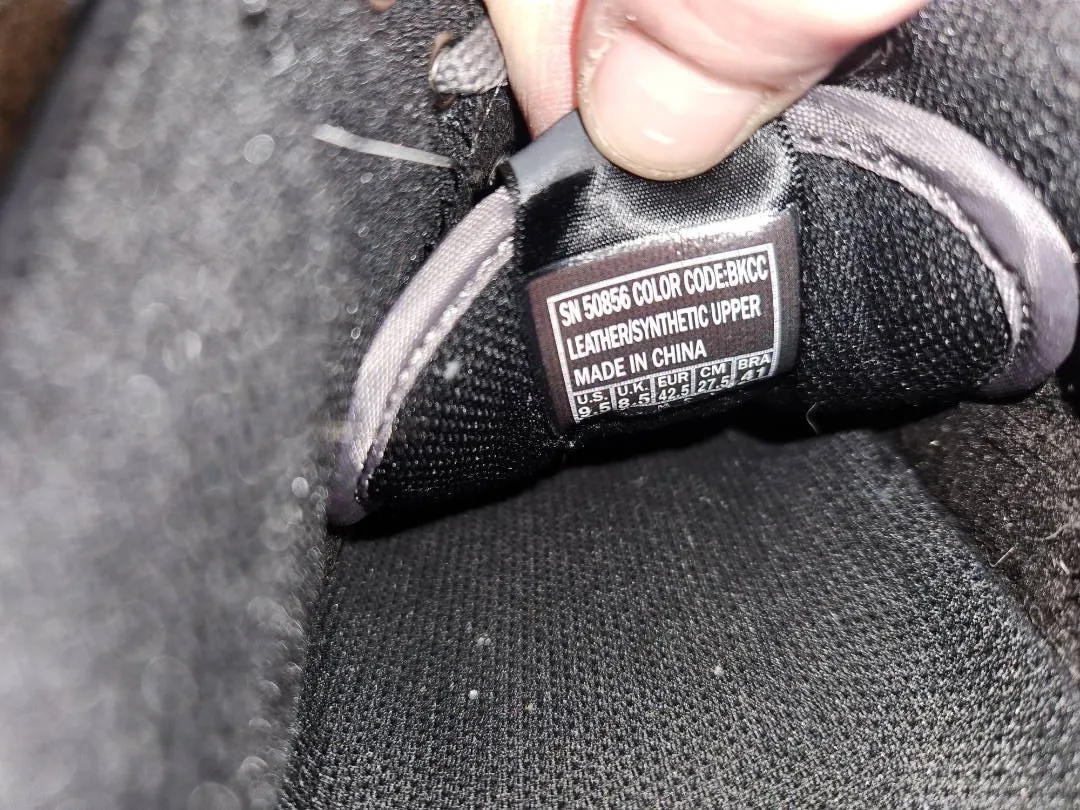 SN 50856 COLOR CODE:BKCC
LEATHER/SYNTHETIC UPPER
MADE IN CHINA
U.S. U.K. EUR CM BRA
9.5 8.5 42.5 27.5 41